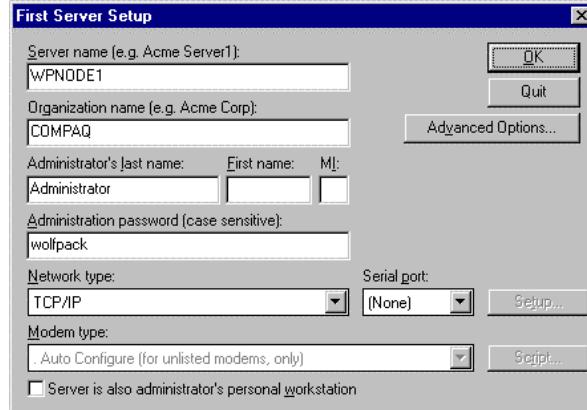 First Server Setup
Server name (e.g. Acme Server1):
OK
WPNODE1
Quit
Organization name (e.g. Acme Corp):
COMPAQ
Advanced Options...
Administrator's last name: First name: MI:
Administrator
Administration password (case sensitive):
wolfpack
Network type: Serial port:
TCP/IP (None) Setup...
Modem type:
. Auto Configure (for unlisted modems, only) Script...
Server is also administrator's personal workstation